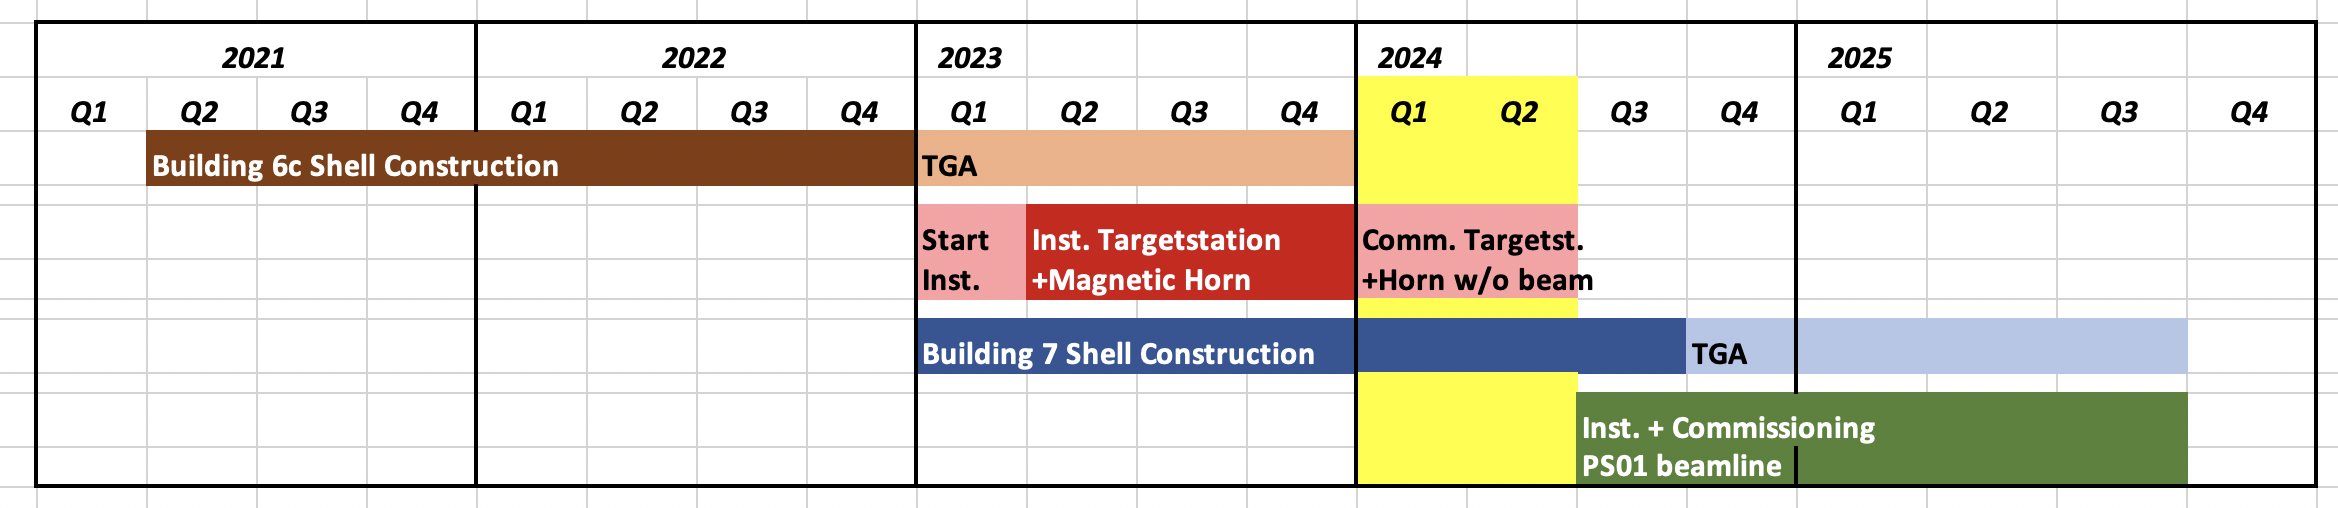 2021 2022 2023 2024 2025
Q1 Q2 Q3 Q4 Q1 Q2 Q3 Q4 Q1 Q2 Q3 Q4 Q1 Q2 Q3 Q4 Q1 Q2 Q3 Q4
Building 6c Shell Construction TGA
Start Inst. Targetstation Comm. Targetst.
Inst. +Magnetic Horn +Horn w/o beam
Building 7 Shell Construction TGA
Inst. + Commissioning
PS01 beamline